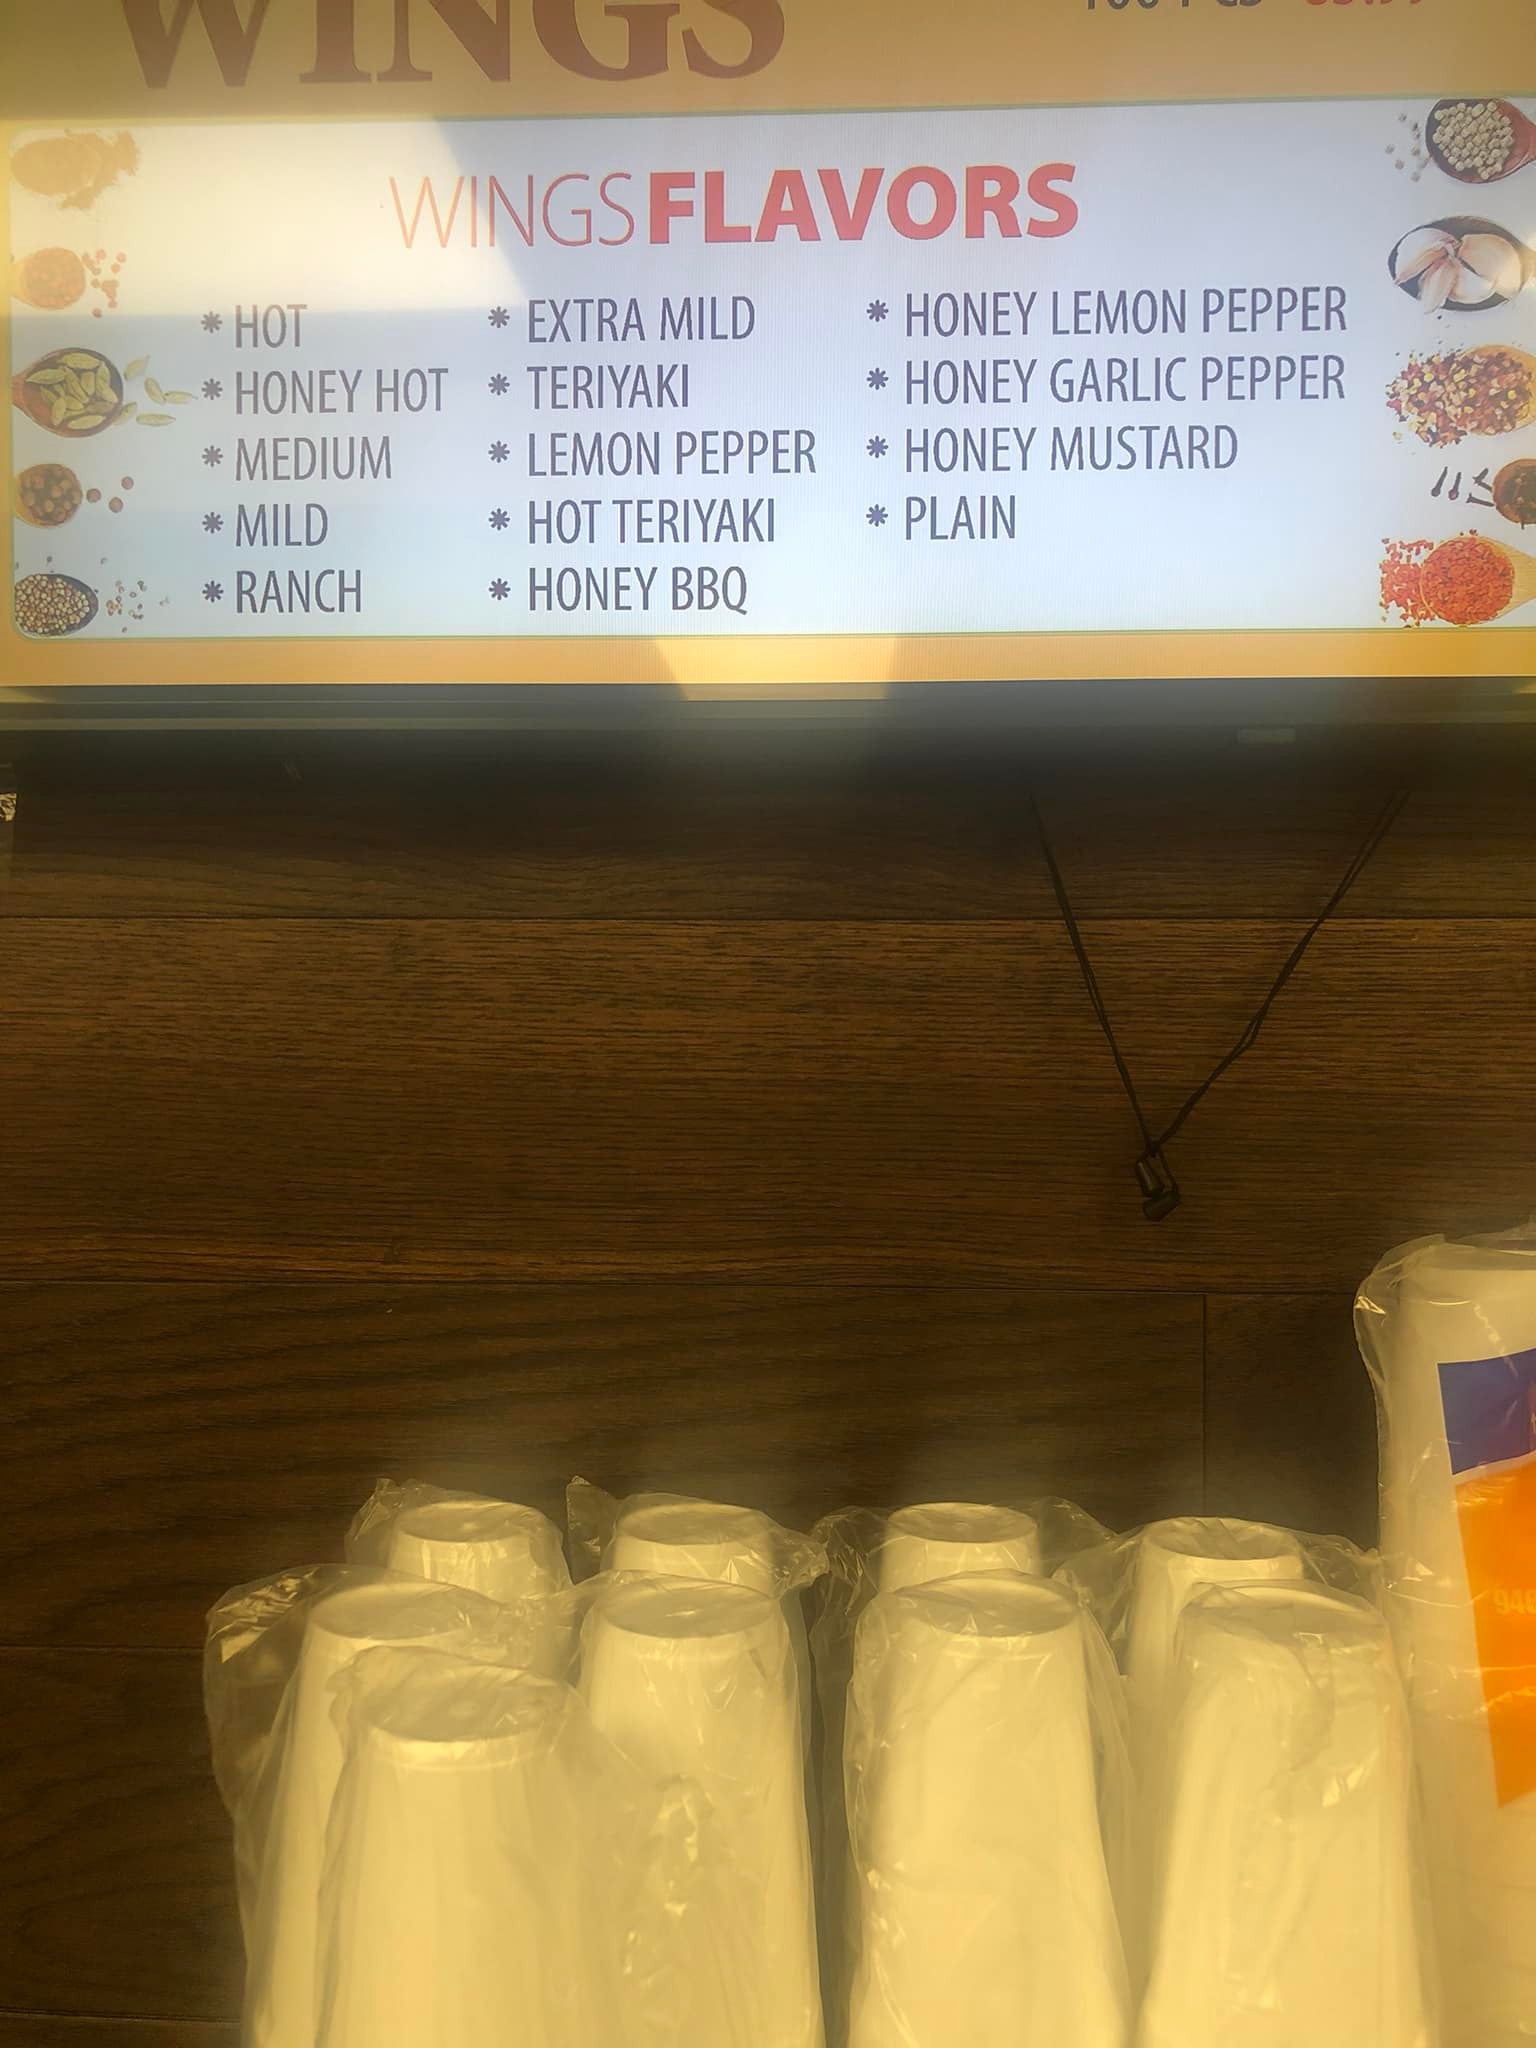 WINGS
WINGS FLAVORS
* HOT
* HONEY HOT
* MEDIUM
* MILD
* RANCH
* EXTRA MILD
* TERIYAKI
* LEMON PEPPER
* HOT TERIYAKI
* HONEY BBQ
* HONEY LEMON PEPPER
* HONEY GARLIC PEPPER
* HONEY MUSTARD
* PLAIN